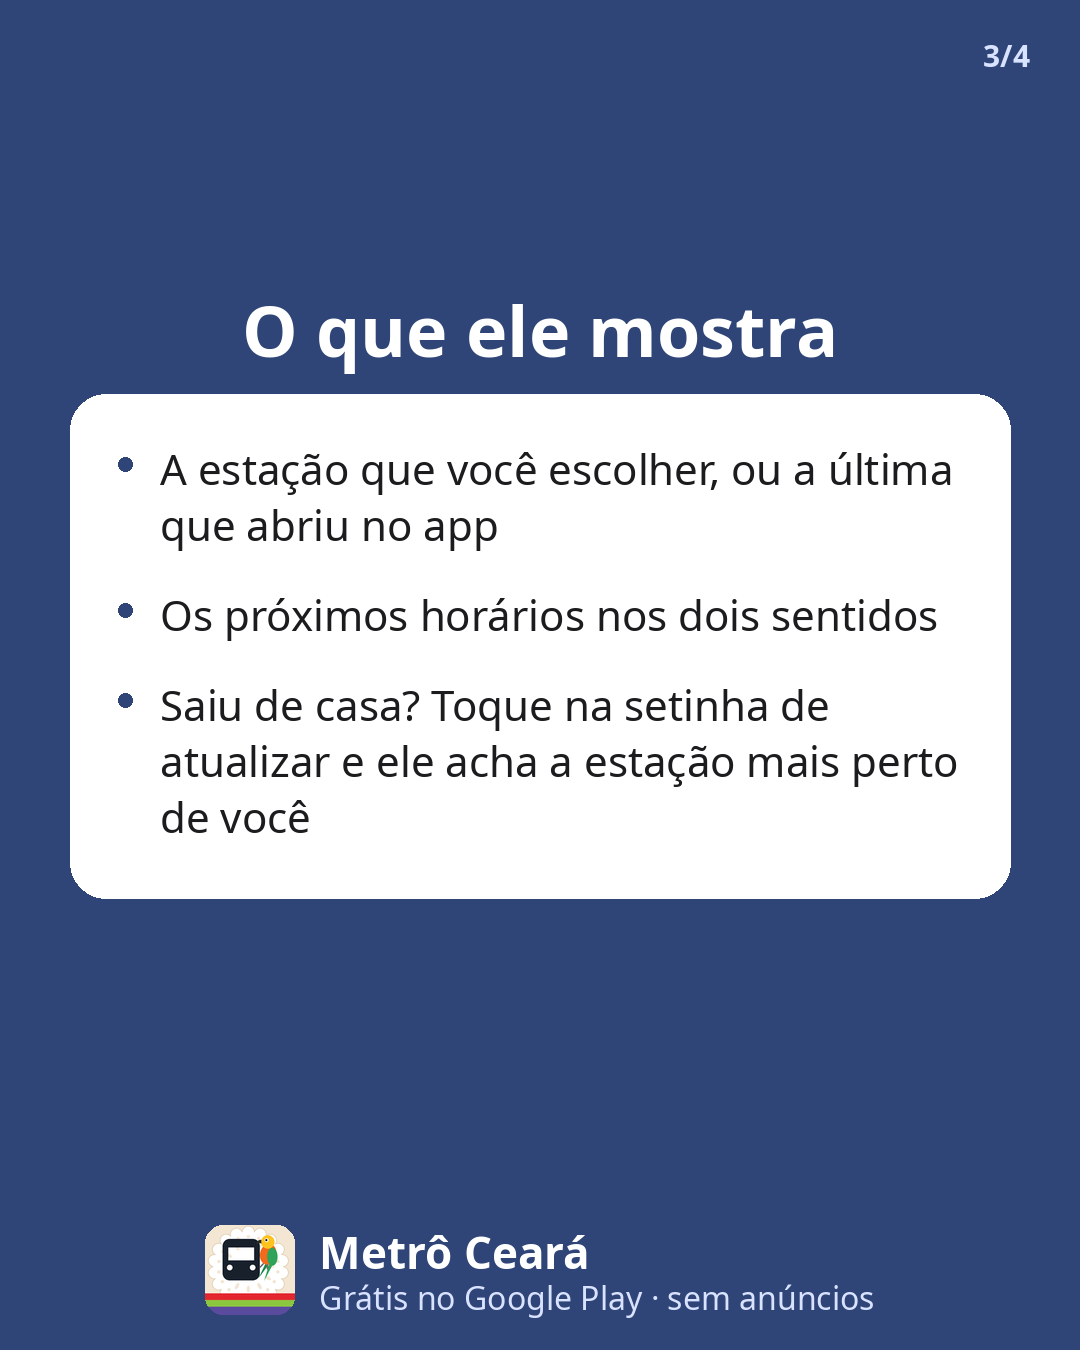 3/4
O que ele mostra
• A estação que você escolher, ou a última
que abriu no app
• Os próximos horários nos dois sentidos
• Saiu de casa? Toque na setinha de
atualizar e ele acha a estação mais perto
de você
Metrô Ceará
Grátis no Google Play · sem anúncios